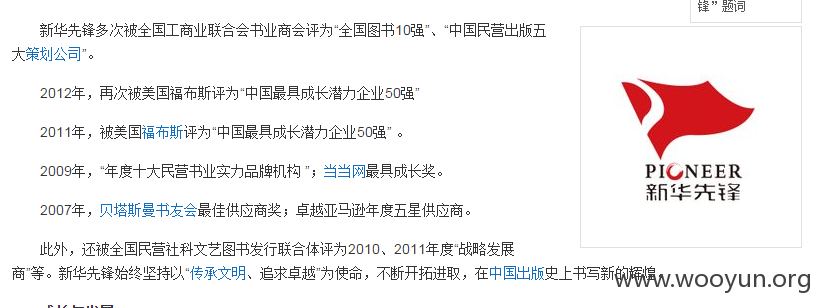 锋”题词
新华先锋多次被全国工商业联合会书业商会评为“全国图书10强”、“中国民营出版五
大策划公司”。
2012年，再次被美国福布斯评为“中国最具成长潜力企业50强”
2011年，被美国福布斯评为“中国最具成长潜力企业50强” 。
2009年，“年度十大民营书业实力品牌机构 ”；当当网最具成长奖。
2007年，贝塔斯曼书友会最佳供应商奖；卓越亚马逊年度五星供应商。
此外，还被全国民营社科文艺图书发行联合体评为2010、2011年度“战略发展
商”等。新华先锋始终坚持以“传承文明、追求卓越”为使命，不断开拓进取，在中国出版史上书写新的辉煌。
PIONEER
新华先锋
www.wooyun.org